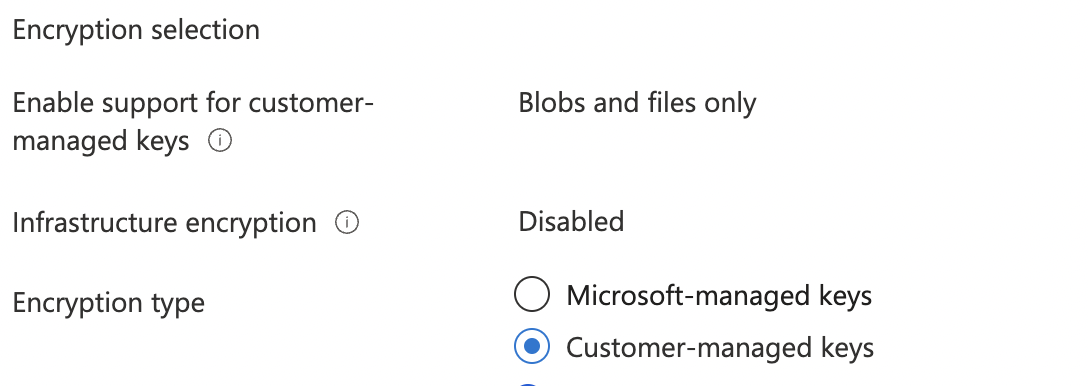 Encryption selection
Enable support for customer-
managed keys
Blobs and files only
Infrastructure encryption
Disabled
Encryption type
Microsoft-managed keys
Customer-managed keys